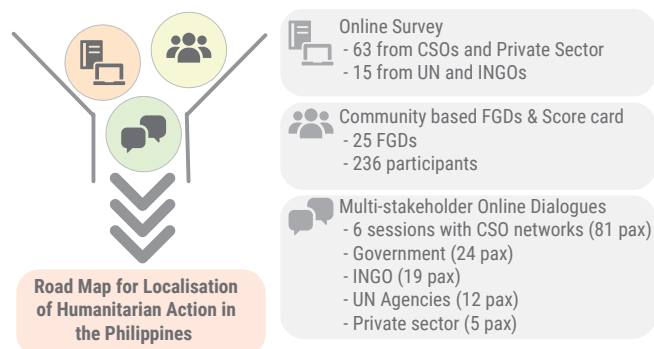 Online Survey
- 63 from CSOs and Private Sector
- 15 from UN and INGOs
Community based FGDs & Score card
- 25 FGDs
- 236 participants
Multi-stakeholder Online Dialogues
- 6 sessions with CSO networks (81 pax)
- Government (24 pax)
- INGO (19 pax)
- UN Agencies (12 pax)
- Private sector (5 pax)
Road Map for Localisation
of Humanitarian Action in
the Philippines